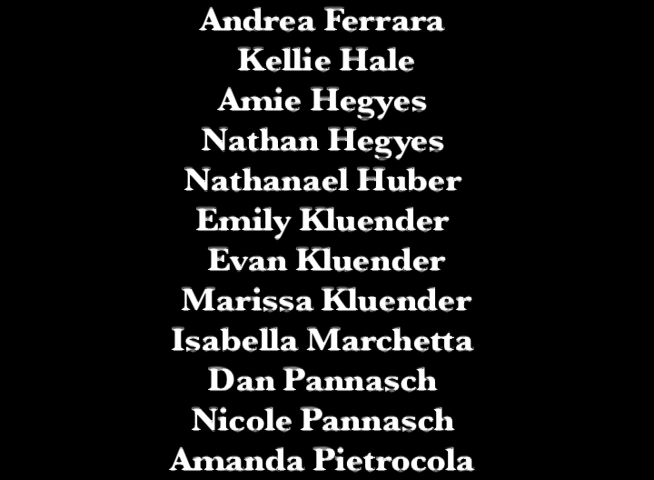 Andrea Ferrara
Kellie Hale
Amie Hegyes
Nathan Hegyes
Nathanael Huber
Emily Kluender
Evan Kluender
Marissa Kluender
Isabella Marchetta
Dan Pannasch
Nicole Pannasch
Amanda Pietrocola